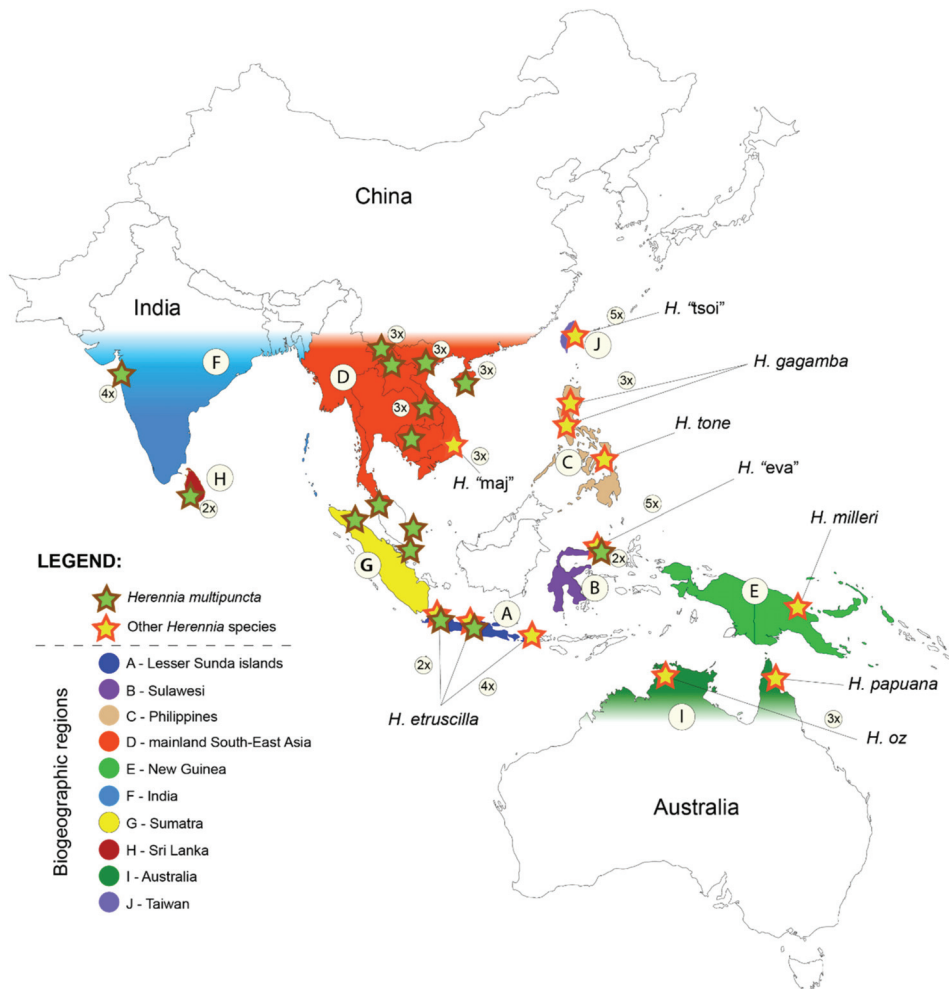 China
India
H. “tsoi”
5x
J
3x
H. gagamba
3x
F
D
3x
3x
4x
3x
H. tone
C
3x
H. “maj”
H
2x
H. “eva”
5x
H. milleri
2x
LEGEND:
G
B
E
Herennia multipuncta
Other Herennia species
A
2x
4x
H. etruscilla
H. papuana
I
3x
H. oz
Australia
Biogeographic regions
A - Lesser Sunda islands
B - Sulawesi
C - Philippines
D - mainland South-East Asia
E - New Guinea
F - India
G - Sumatra
H - Sri Lanka
I - Australia
J - Taiwan